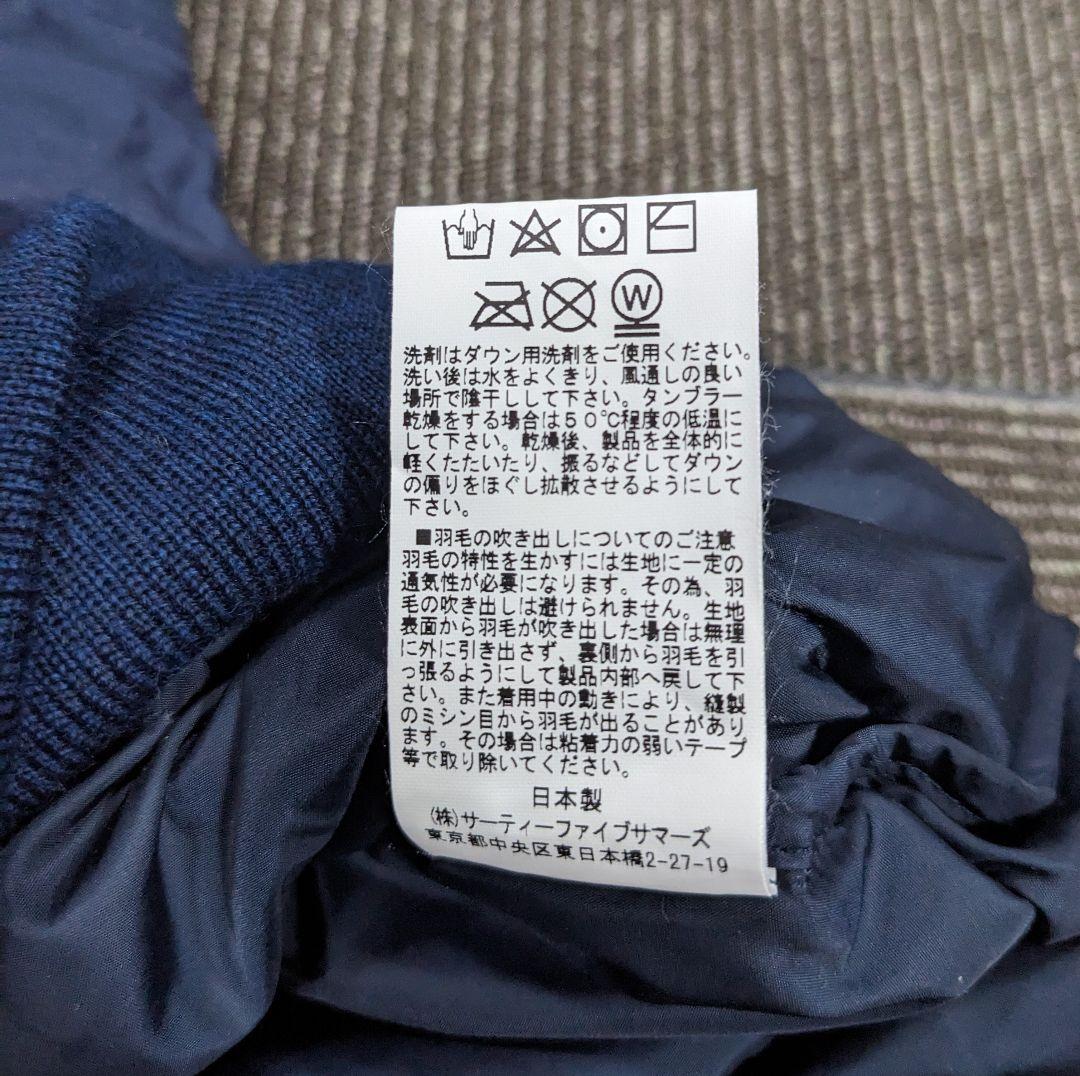 W
洗剤はダウン用洗剤をご使用ください。
洗い後は水をよくきり、風通しの良い
場所で陰干しして下さい。タンブラー
乾燥をする場合は50℃程度の低温に
して下さい。乾燥後、製品を全体的に
軽くたたいたり、振るなどしてダウン
の偏りをほぐし拡散させるようにして
下さい。
■羽毛の吹き出しについてのご注意
羽毛の特性を生かすには生地に一定の
通気性が必要になります。その為、羽
毛の吹き出しは避けられません。生地
表面から羽毛が吹き出した場合は無理
に外に引き出さず、裏側から羽毛を引
っ張るようにして製品内部へ戻して下
さい。また着用中の動きにより、縫製
のミシン目から羽毛が出ることがあり
ます。その場合は粘着力の弱いテープ
等で取り除いてください。
日本製
(株)サーティーファイブサマーズ
東京都中央区東日本橋2-27-19